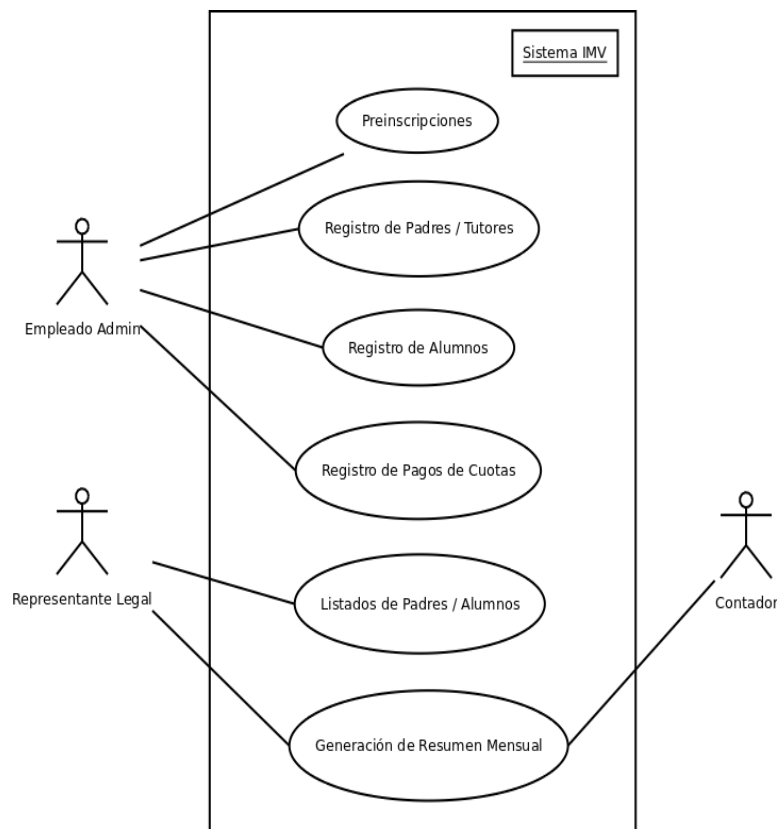 Sistema IMV
Preinscripciones
Registro de Padres / Tutores
Empleado Admin
Registro de Alumnos
Registro de Pagos de Cuotas
Representante Legal
Listados de Padres / Alumnos
Contador
Generación de Resumen Mensual